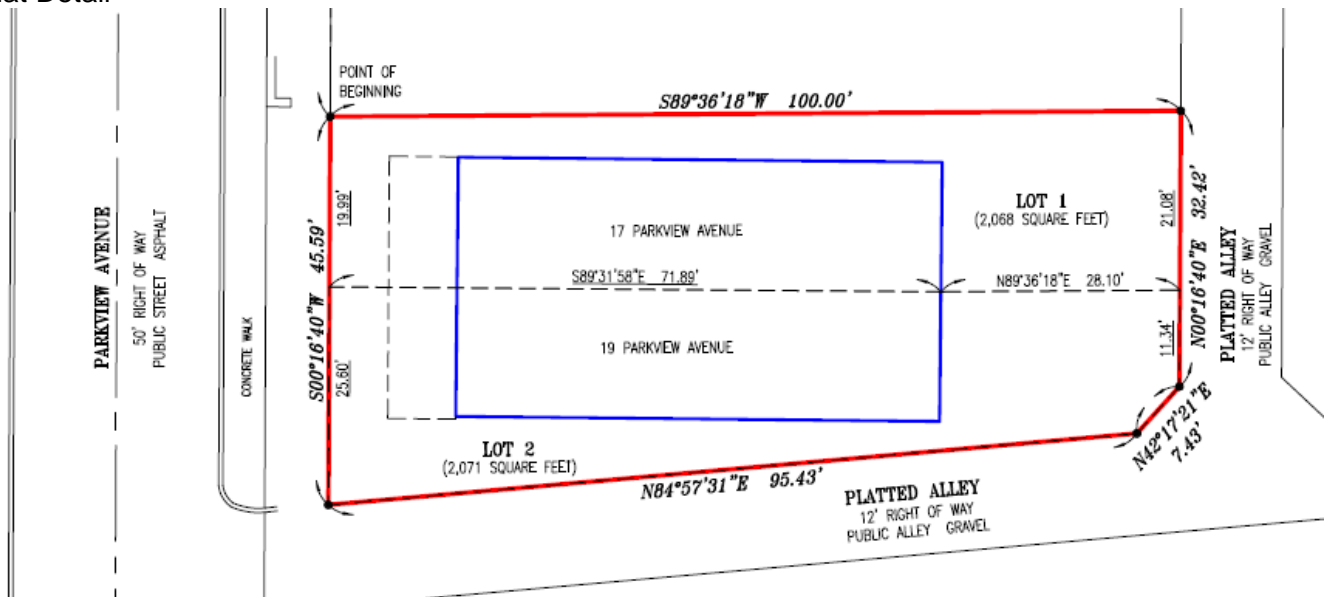 POINT OF
BEGINNING
S89°36'18"W 100.00'
PARKVIEW AVENUE
50' RIGHT OF WAY
PUBLIC STREET ASPHALT
CONCRETE WALK
S00°16'40"W 45.59'
19.99'
25.60'
17 PARKVIEW AVENUE
LOT 1
(2,068 SQUARE FEET)
S89°31'58"E 71.89'
N89°36'18"E 28.10'
19 PARKVIEW AVENUE
21.08'
11.34'
N00°16'40"E 32.42'
PLATTED ALLEY
12' RIGHT OF WAY
PUBLIC ALLEY GRAVEL
LOT 2
(2,071 SQUARE FEET)
N84°57'31"E 95.43'
N42°17'21"E
7.43'
PLATTED ALLEY
12' RIGHT OF WAY
PUBLIC ALLEY GRAVEL